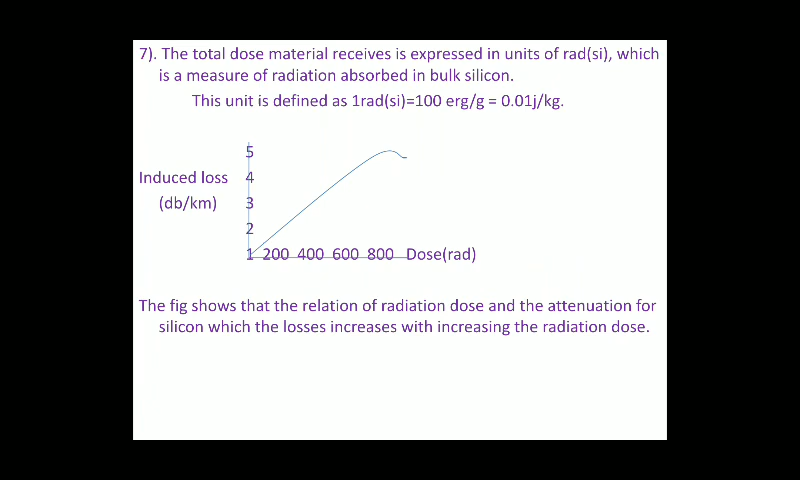 7). The total dose material receives is expressed in units of rad(si), which
is a measure of radiation absorbed in bulk silicon.
This unit is defined as 1rad(si)=100 erg/g = 0.01j/kg.
5
Induced loss 4
(db/km) 3
2
1 200 400 600 800 Dose(rad)
The fig shows that the relation of radiation dose and the attenuation for
silicon which the losses increases with increasing the radiation dose.